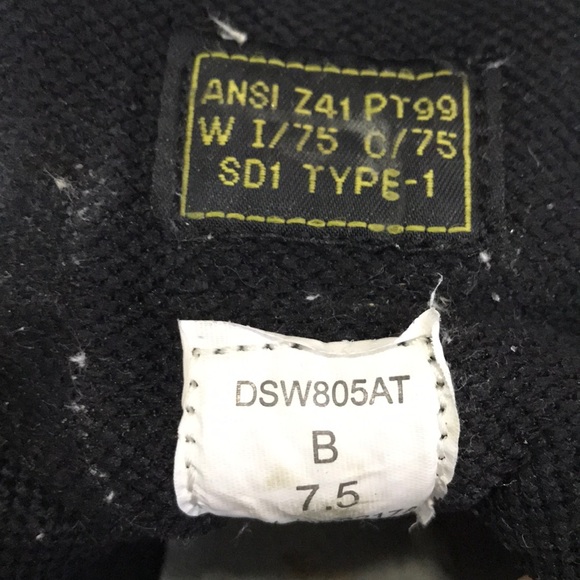 ANSI Z41 PT99
W I/75 C/75
SD1 TYPE-1
DSW805AT
B
7.5